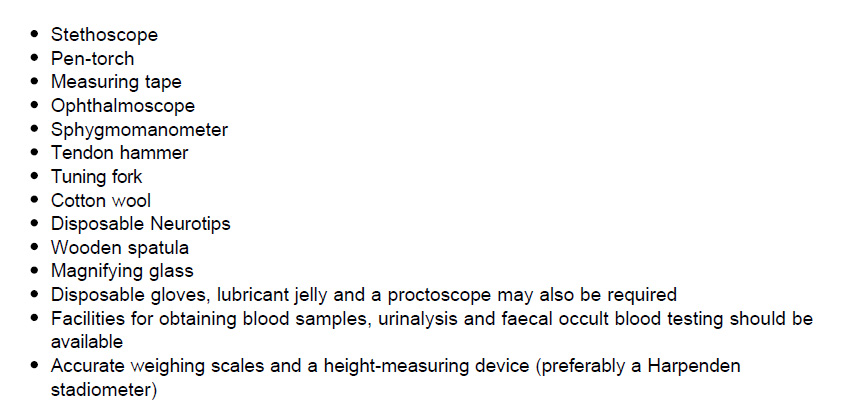 • Stethoscope
• Pen-torch
• Measuring tape
• Ophthalmoscope
• Sphygmomanometer
• Tendon hammer
• Tuning fork
• Cotton wool
• Disposable Neurotips
• Wooden spatula
• Magnifying glass
• Disposable gloves, lubricant jelly and a proctoscope may also be required
• Facilities for obtaining blood samples, urinalysis and faecal occult blood testing should be
available
• Accurate weighing scales and a height-measuring device (preferably a Harpenden
stadiometer)